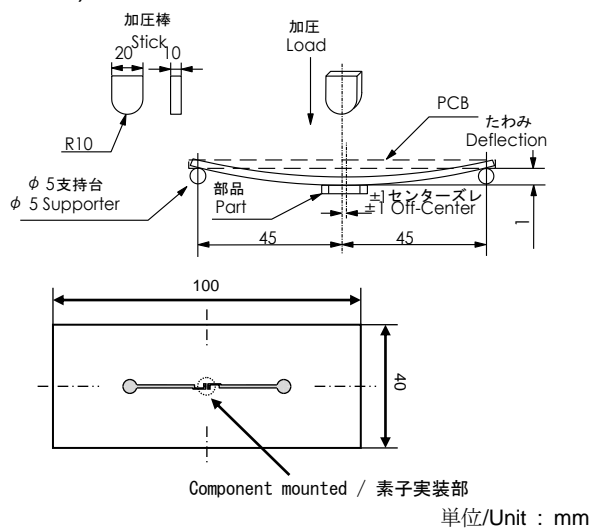 加圧棒
Stick
20 10
R10
加圧
Load
PCB
たわみ
Deflection
φ 5支持台
φ 5 Supporter
部品
Part
±1センターズレ
±1 Off-Center
1
45 45
100
40
Component mounted / 素子実装部
単位/Unit : mm